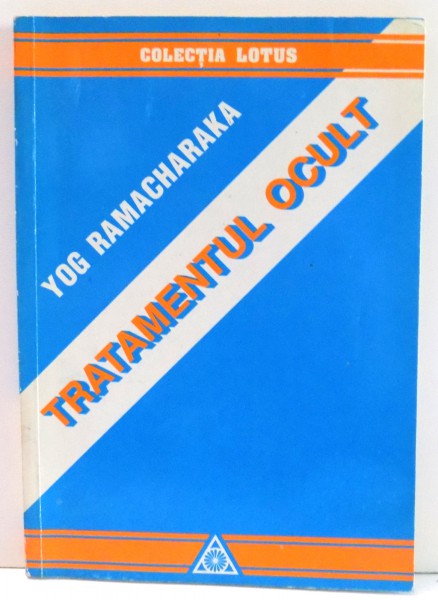 COLECȚIA LOTUS
YOG RAMACHARAKA
TRATAMENTUL OCULT